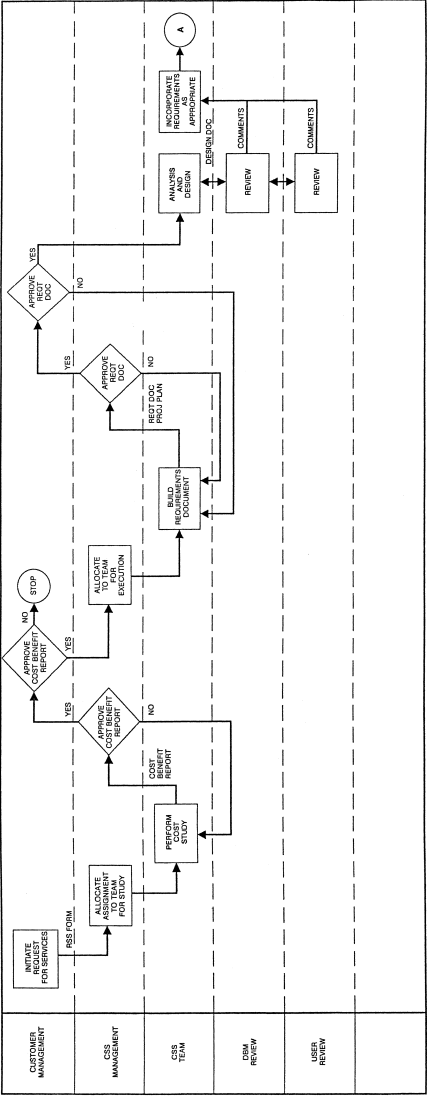 CUSTOMER
MANAGEMENT
CSS
MANAGEMENT
CSS
TEAM
DBM
REVIEW
USER
REVIEW
INITIATE
REQUEST
FOR SERVICES
RSS FORM
ALLOCATE
ASSIGNMENT
TO TEAM
FOR STUDY
PERFORM
COST
STUDY
COST
BENEFIT
REPORT
APPROVE
COST BENEFIT
REPORT
YES
NO
APPROVE
COST BENEFIT
REPORT
NO
STOP
YES
ALLOCATE
TO TEAM
FOR
EXECUTION
BUILD
REQUIREMENTS
DOCUMENT
REQT DOC
PROJ PLAN
APPROVE
REQT
DOC
YES
NO
APPROVE
REQT
DOC
YES
NO
ANALYSIS
AND
DESIGN
DESIGN DOC
REVIEW
COMMENTS
REVIEW
COMMENTS
INCORPORATE
REQUIREMENTS
AS
APPROPRIATE
A